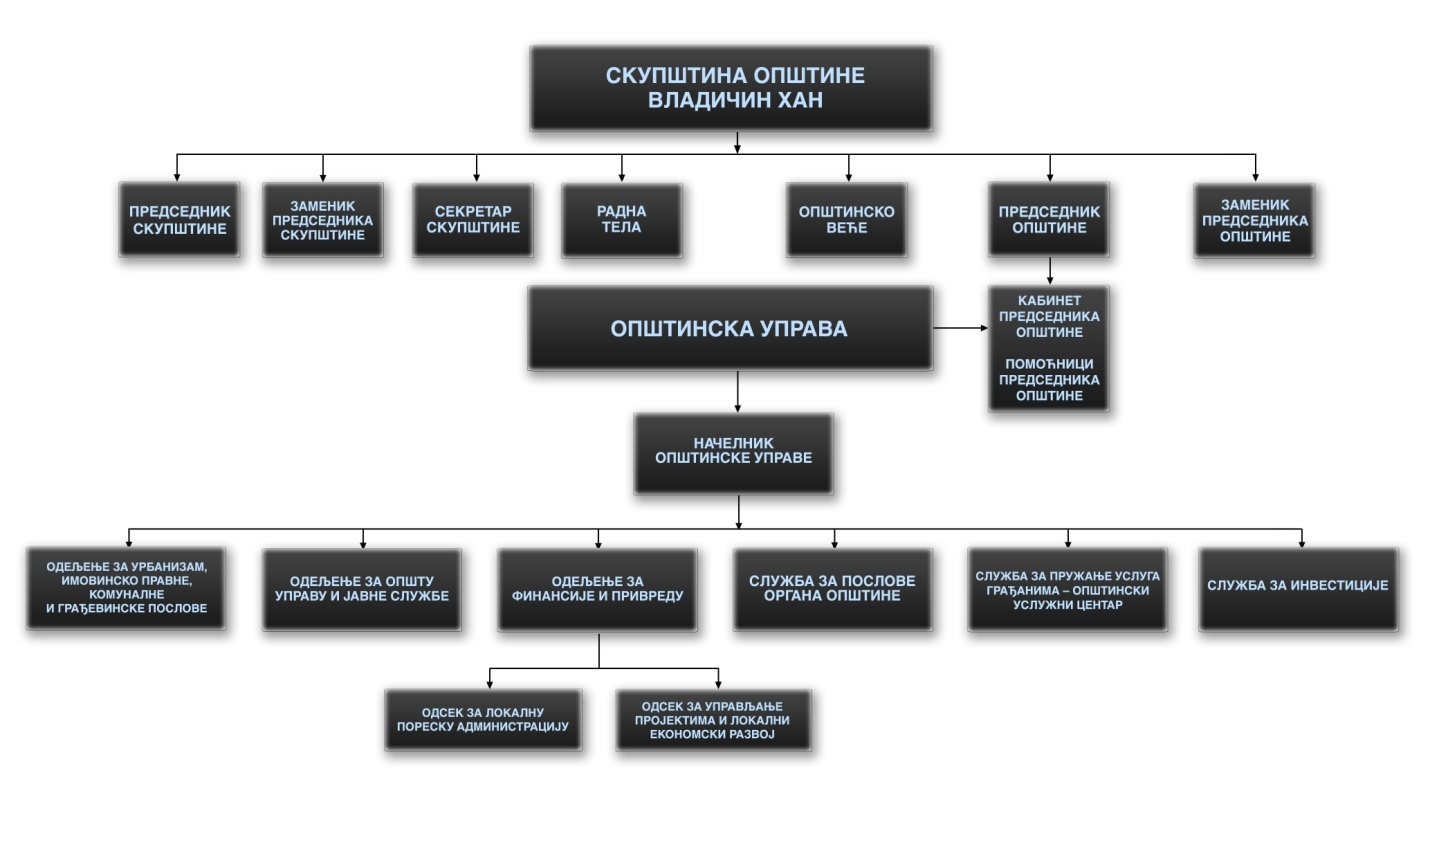 СКУПШТИНА ОПШТИНЕ
ВЛАДИЧИН ХАН
ПРЕДСЕДНИК
СКУПШТИНЕ
ЗАМЕНИК
ПРЕДСЕДНИКА
СКУПШТИНЕ
СЕКРЕТАР
СКУПШТИНЕ
РАДНА
ТЕЛА
ОПШТИНСКО
ВЕЋЕ
ПРЕДСЕДНИК
ОПШТИНЕ
ЗАМЕНИК
ПРЕДСЕДНИКА
ОПШТИНЕ
ОПШТИНСКА УПРАВА
КАБИНЕТ
ПРЕДСЕДНИКА
ОПШТИНЕ
ПОМОЋНИЦИ
ПРЕДСЕДНИКА
ОПШТИНЕ
НАЧЕЛНИК
ОПШТИНСКЕ УПРАВЕ
ОДЕЉЕЊЕ ЗА УРБАНИЗАМ,
ИМОВИНСКО ПРАВНЕ,
КОМУНАЛНЕ
И ГРАЂЕВИНСКЕ ПОСЛОВЕ
ОДЕЉЕЊЕ ЗА ОПШТУ
УПРАВУ И ЈАВНЕ СЛУЖБЕ
ОДЕЉЕЊЕ ЗА
ФИНАНСИЈЕ И ПРИВРЕДУ
СЛУЖБА ЗА ПОСЛОВЕ
ОРГАНА ОПШТИНЕ
СЛУЖБА ЗА ПРУЖАЊЕ УСЛУГА
ГРАЂАНИМА – ОПШТИНСКИ
УСЛУЖНИ ЦЕНТАР
СЛУЖБА ЗА ИНВЕСТИЦИЈЕ
ОДСЕК ЗА ЛОКАЛНУ
ПОРЕСКУ АДМИНИСТРАЦИЈУ
ОДСЕК ЗА УПРАВЉАЊЕ
ПРОЈЕКТИМА И ЛОКАЛНИ
ЕКОНОМСКИ РАЗВОЈ